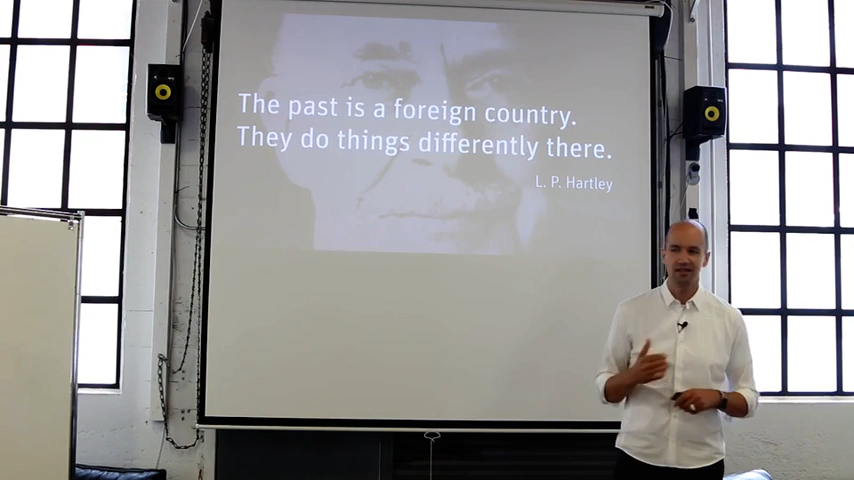 The past is a foreign country.
They do things differently there.
L. P. Hartley